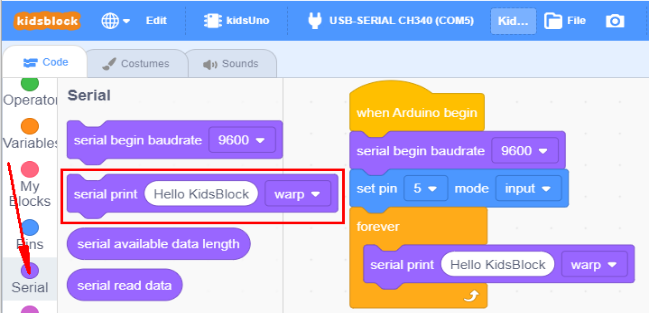 kidsblock
Edit
kidsUno
USB-SERIAL CH340 (COM5)
Kid...
File
Code
Costumes
Sounds
Operator
Variables
My
Blocks
Pins
Serial
Serial
serial begin baudrate 9600
serial print Hello KidsBlock warp
serial available data length
serial read data
when Arduino begin
serial begin baudrate 9600
set pin 5 mode input
forever
serial print Hello KidsBlock warp